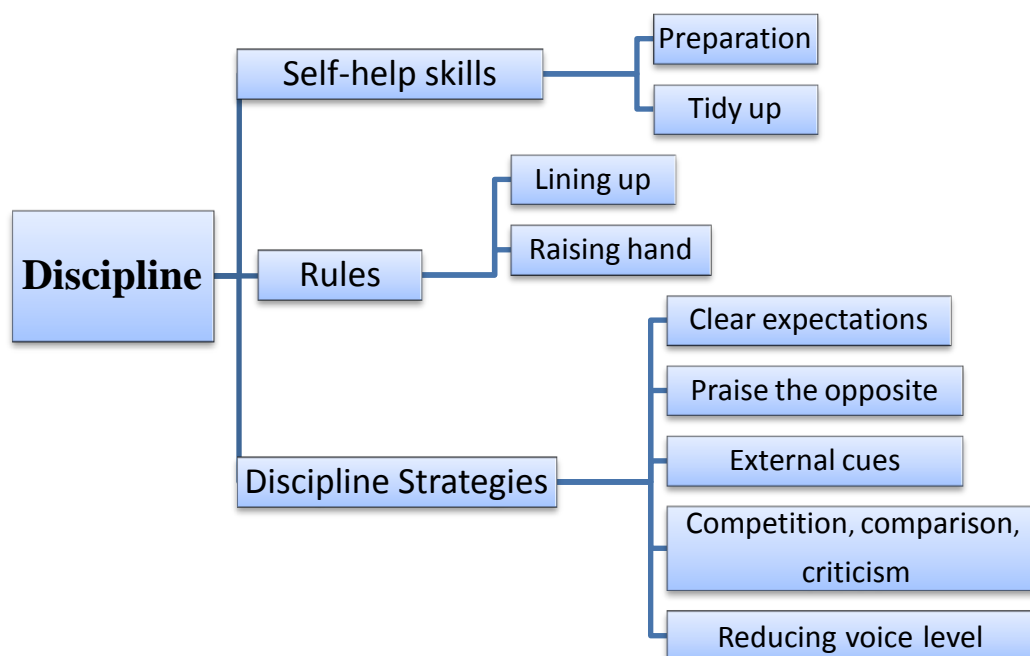 Discipline
Self-help skills
Preparation
Tidy up
Rules
Lining up
Raising hand
Discipline Strategies
Clear expectations
Praise the opposite
External cues
Competition, comparison,
criticism
Reducing voice level